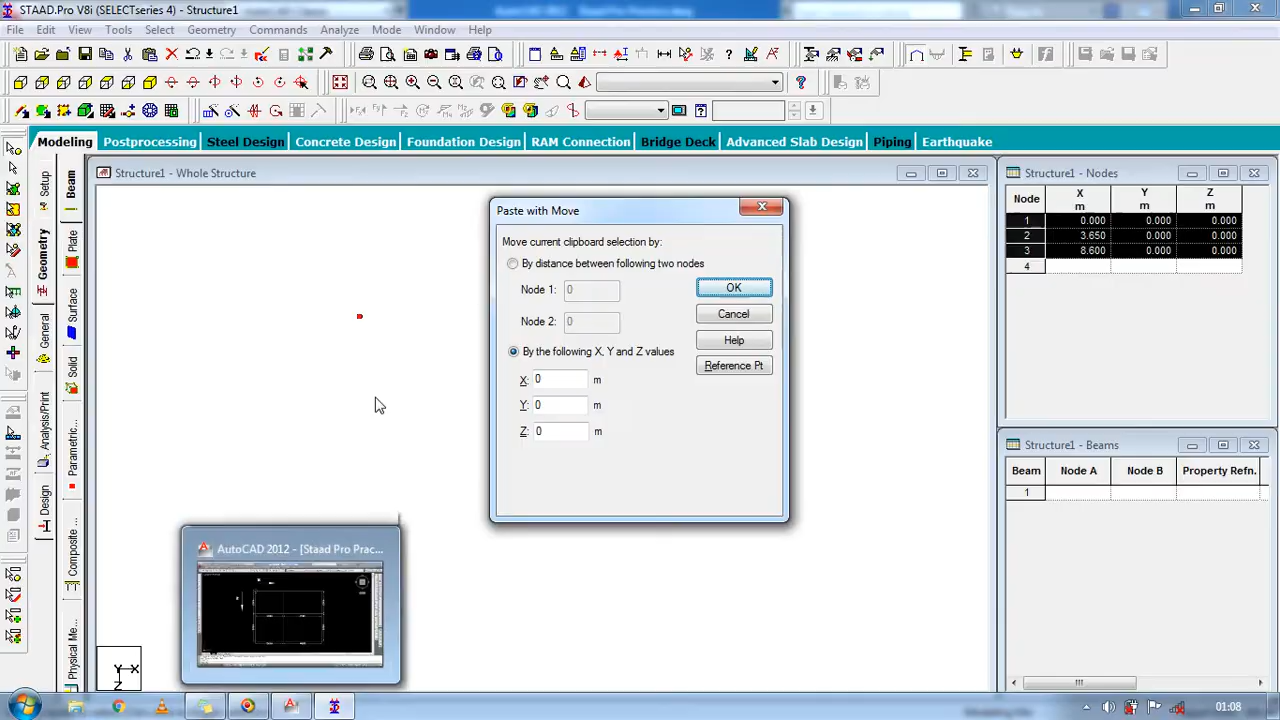 STAAD.Pro V8i (SELECTseries 4) - Structure1
File Edit View Tools Select Geometry Commands Analyze Mode Window Help
Modeling Postprocessing Steel Design Concrete Design Foundation Design RAM Connection Bridge Deck Advanced Slab Design Piping Earthquake
Setup
Geometry
General
Analysis/Print
Design
Beam
Plate
Surface
Solid
Parametric...
Composite ...
Physical Me...
Structure1 - Whole Structure
Paste with Move
Move current clipboard selection by:
By distance between following two nodes
Node 1: 0
Node 2: 0
By the following X, Y and Z values
X: 0 m
Y: 0 m
Z: 0 m
OK
Cancel
Help
Reference Pt
Structure1 - Nodes
Node X m Y m Z m
1 0.000 0.000 0.000
2 3.650 0.000 0.000
3 8.600 0.000 0.000
4
Structure1 - Beams
Beam Node A Node B Property Refn.
1
AutoCAD 2012 - [Staad Pro Prac...
Y X
Z
01:08